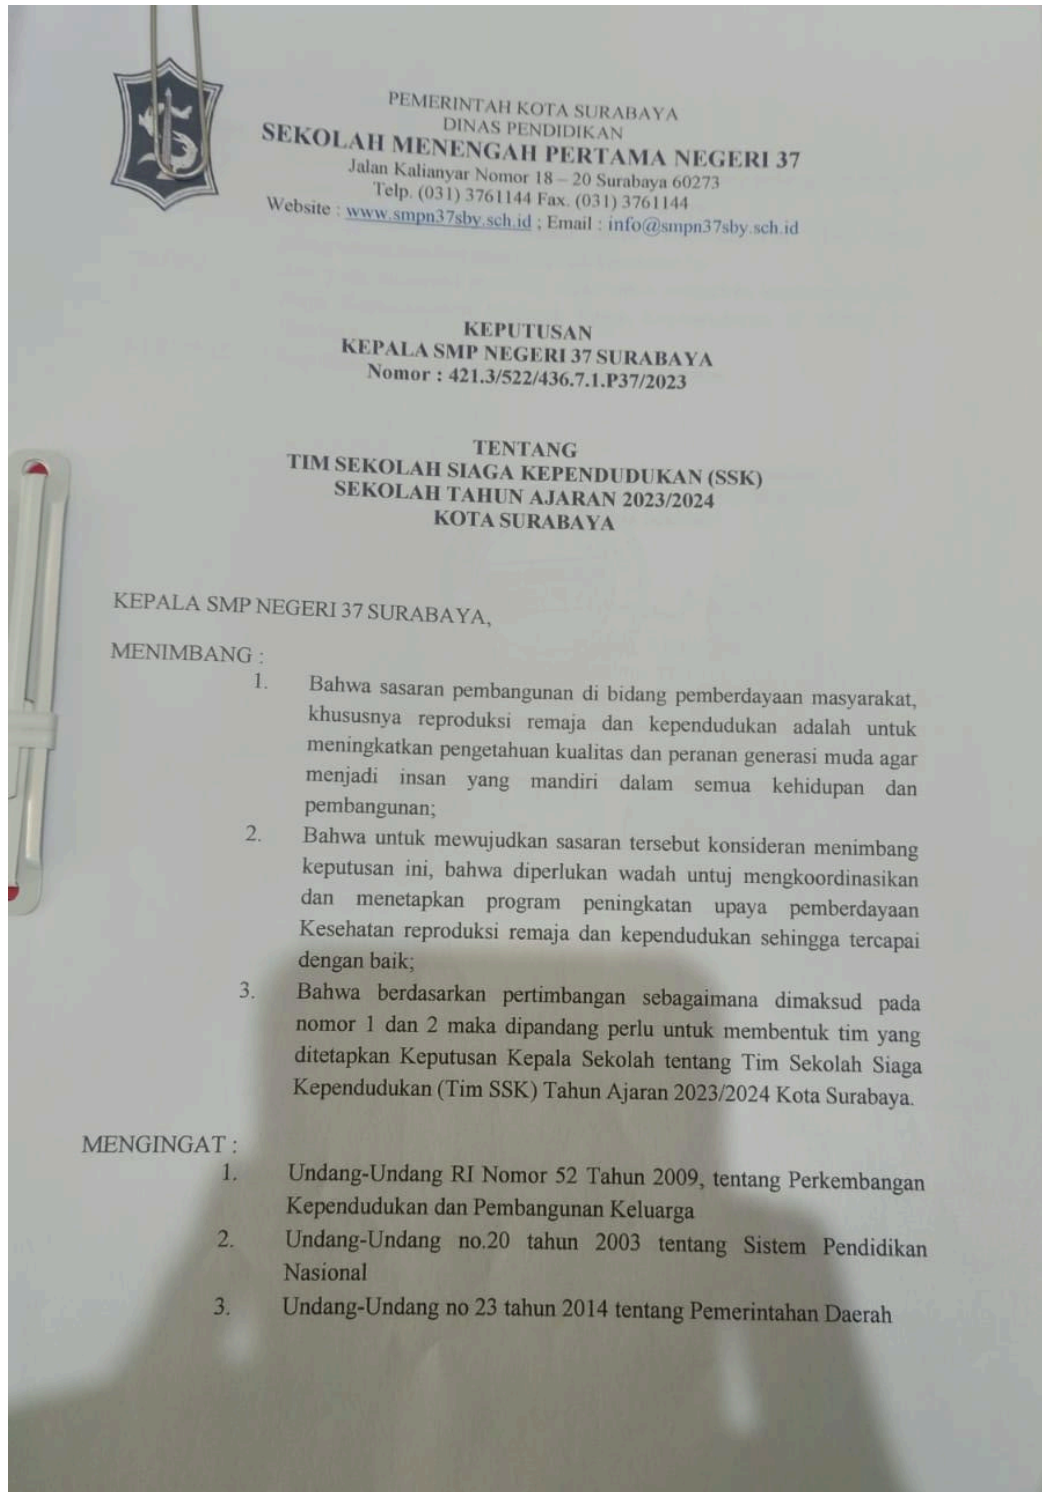 PEMERINTAH KOTA SURABAYA
DINAS PENDIDIKAN
SEKOLAH MENENGAH PERTAMA NEGERI 37
Jalan Kalianyar Nomor 18 – 20 Surabaya 60273
Telp. (031) 3761144 Fax. (031) 3761144
Website : www.smpn37sby.sch.id ; Email : info@smpn37sby.sch.id
KEPUTUSAN
KEPALA SMP NEGERI 37 SURABAYA
Nomor : 421.3/522/436.7.1.P37/2023
TENTANG
TIM SEKOLAH SIAGA KEPENDUDUKAN (SSK)
SEKOLAH TAHUN AJARAN 2023/2024
KOTA SURABAYA
KEPALA SMP NEGERI 37 SURABAYA,
MENIMBANG :
1. Bahwa sasaran pembangunan di bidang pemberdayaan masyarakat,
khususnya reproduksi remaja dan kependudukan adalah untuk
meningkatkan pengetahuan kualitas dan peranan generasi muda agar
menjadi insan yang mandiri dalam semua kehidupan dan
pembangunan;
2. Bahwa untuk mewujudkan sasaran tersebut konsideran menimbang
keputusan ini, bahwa diperlukan wadah untuj mengkoordinasikan
dan menetapkan program peningkatan upaya pemberdayaan
Kesehatan reproduksi remaja dan kependudukan sehingga tercapai
dengan baik;
3. Bahwa berdasarkan pertimbangan sebagaimana dimaksud pada
nomor 1 dan 2 maka dipandang perlu untuk membentuk tim yang
ditetapkan Keputusan Kepala Sekolah tentang Tim Sekolah Siaga
Kependudukan (Tim SSK) Tahun Ajaran 2023/2024 Kota Surabaya.
MENGINGAT :
1. Undang-Undang RI Nomor 52 Tahun 2009, tentang Perkembangan
Kependudukan dan Pembangunan Keluarga
2. Undang-Undang no.20 tahun 2003 tentang Sistem Pendidikan
Nasional
3. Undang-Undang no 23 tahun 2014 tentang Pemerintahan Daerah